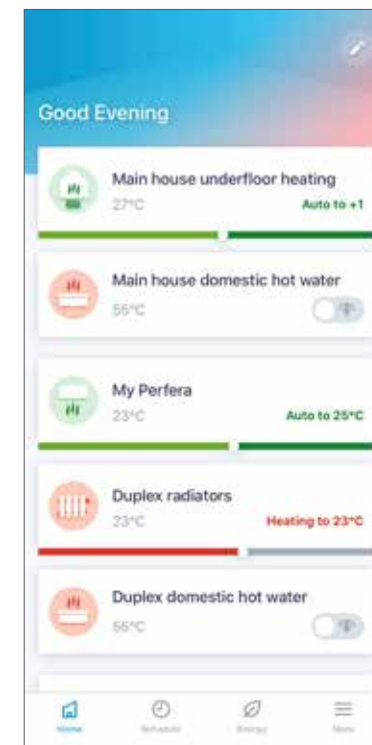 Good Evening
Main house underfloor heating
27°C
Auto to +1
Main house domestic hot water
55°C
My Perfera
23°C
Auto to 25°C
Duplex radiators
23°C
Heating to 23°C
Duplex domestic hot water
55°C
Home
Schedule
Energy
More